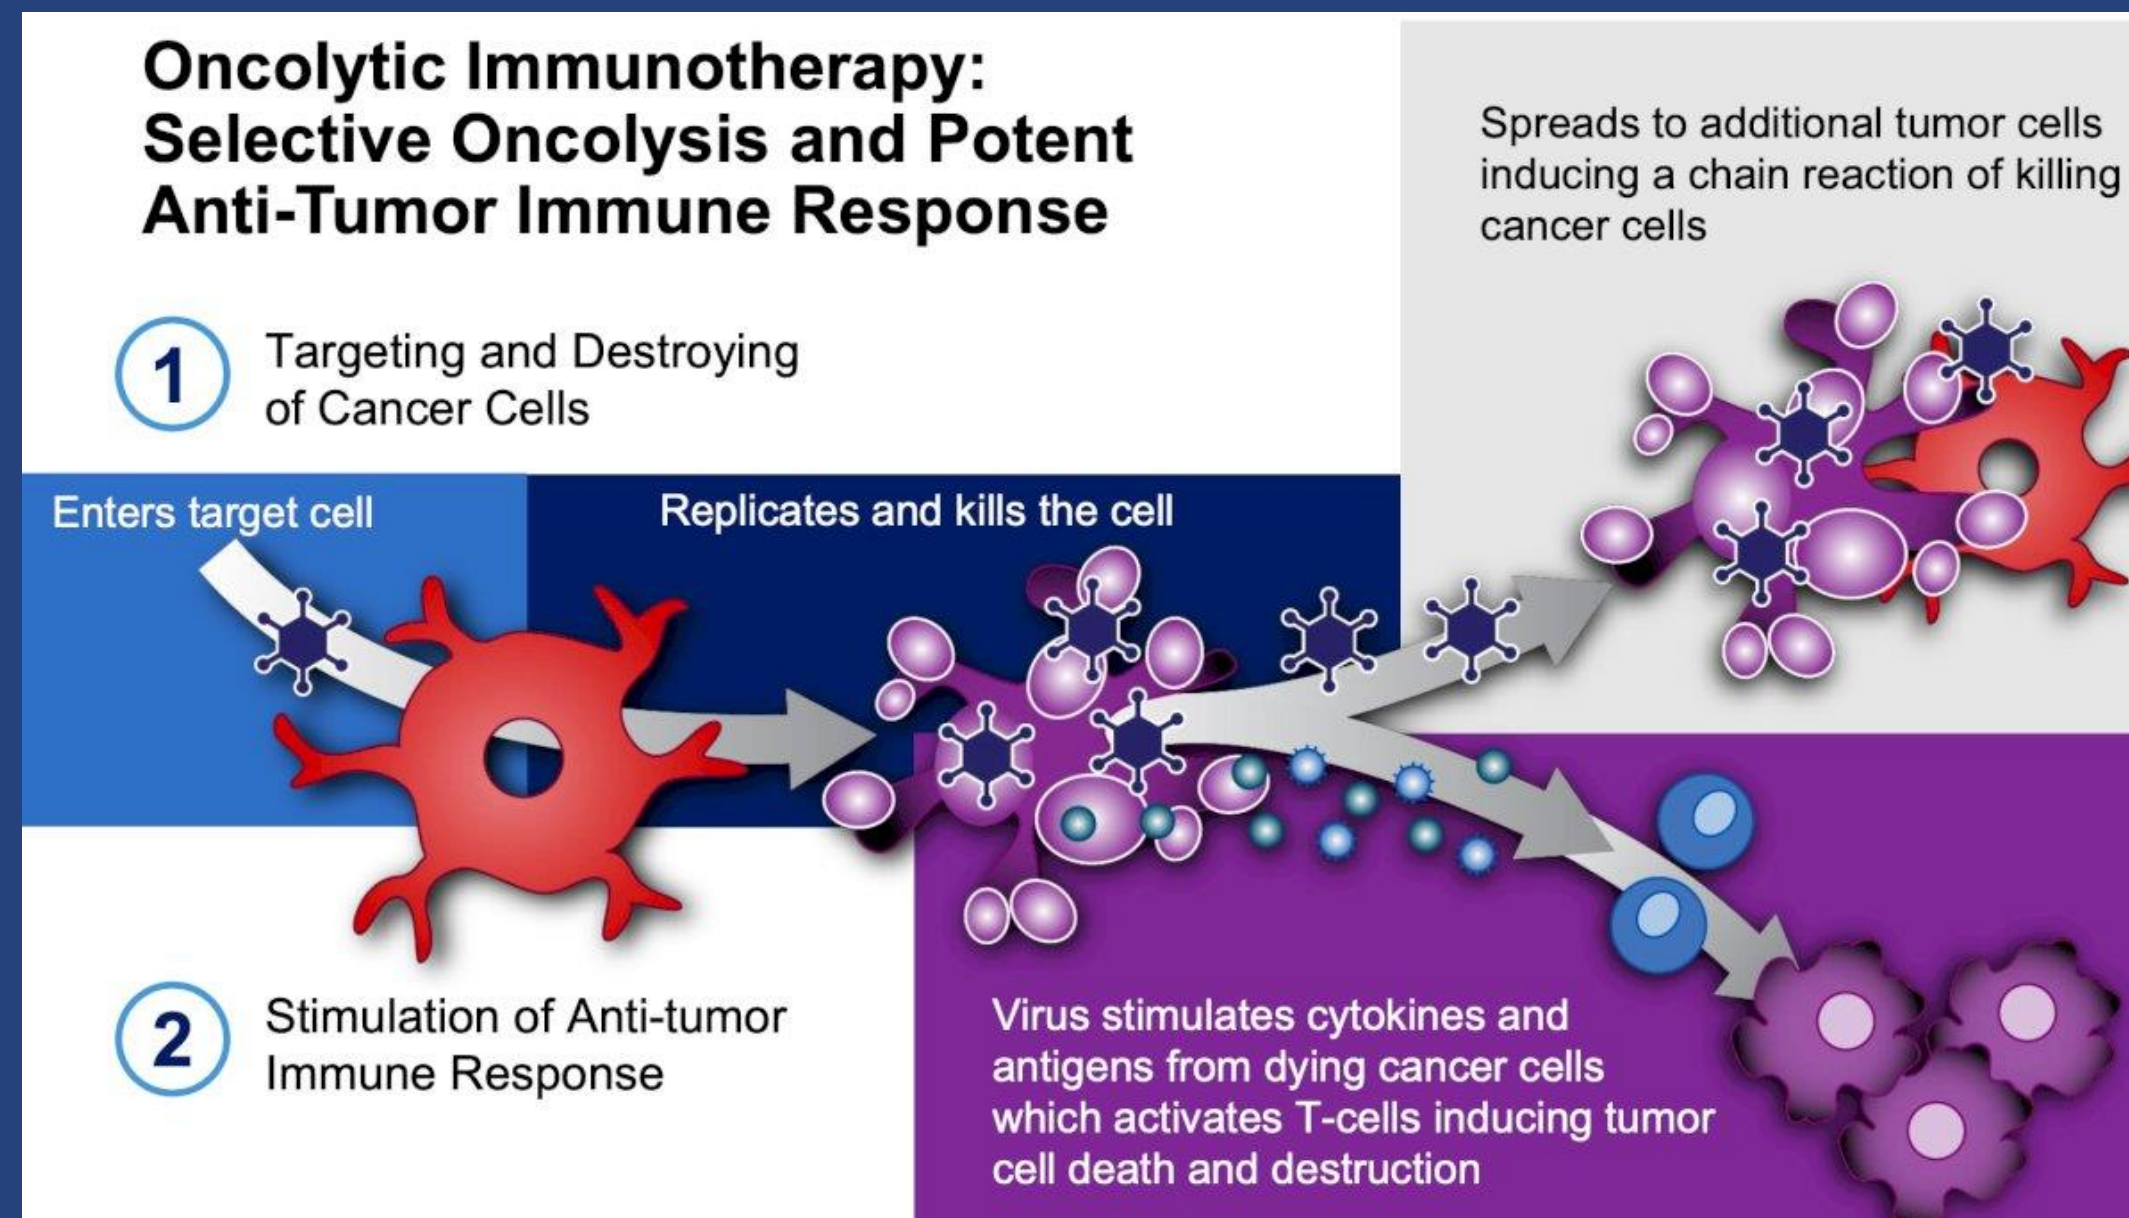 Oncolytic Immunotherapy:
Selective Oncolysis and Potent
Anti-Tumor Immune Response
1
Targeting and Destroying
of Cancer Cells
Enters target cell
Replicates and kills the cell
Spreads to additional tumor cells
inducing a chain reaction of killing
cancer cells
2
Stimulation of Anti-tumor
Immune Response
Virus stimulates cytokines and
antigens from dying cancer cells
which activates T-cells inducing tumor
cell death and destruction